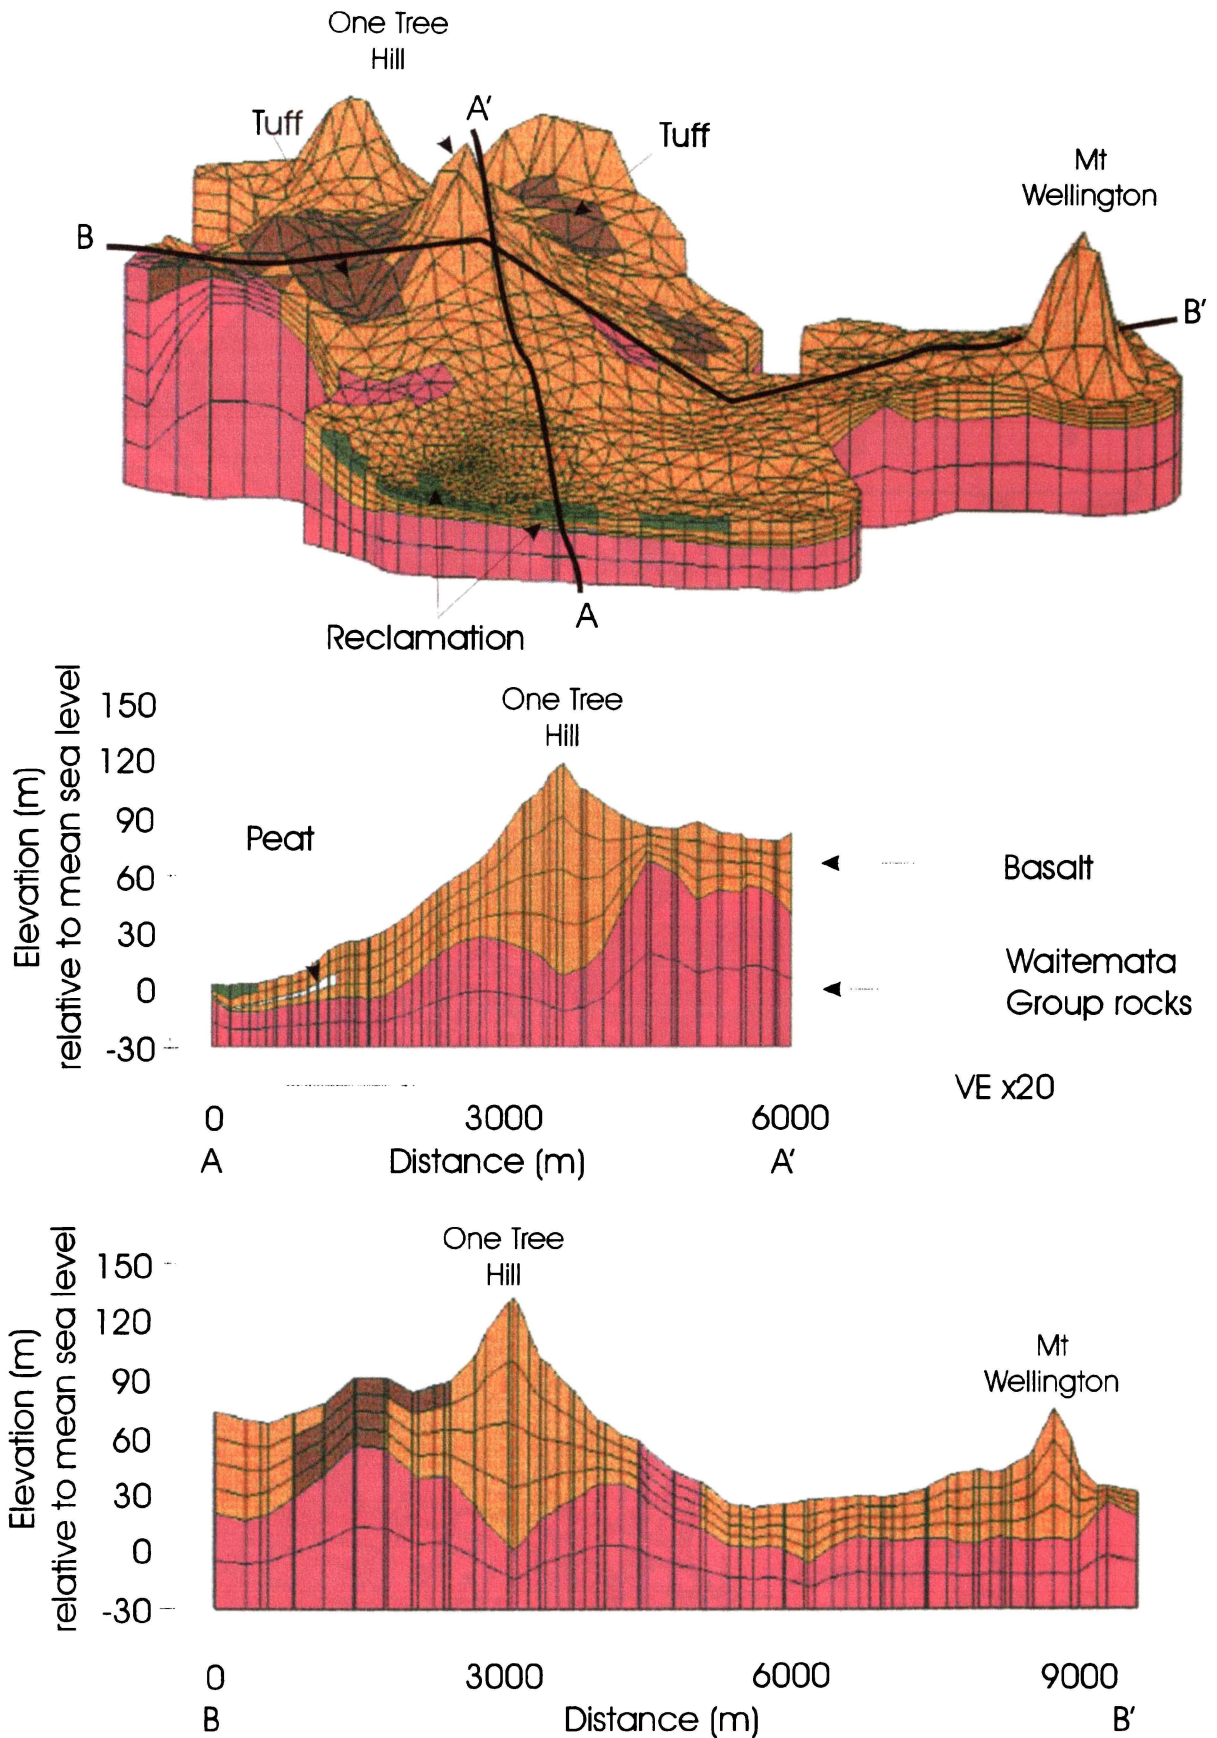 One Tree
Hill
A'
Tuff
Tuff
Mt
Wellington
B
B'
A
Reclamation
Elevation (m)
relative to mean sea level
150
120
90
60
30
0
-30
One Tree
Hill
Peat
Basalt
Waitemata
Group rocks
VE x20
0
3000
6000
A
Distance (m)
A'
Elevation (m)
relative to mean sea level
150
120
90
60
30
0
-30
One Tree
Hill
Mt
Wellington
0
3000
6000
9000
B
Distance (m)
B'